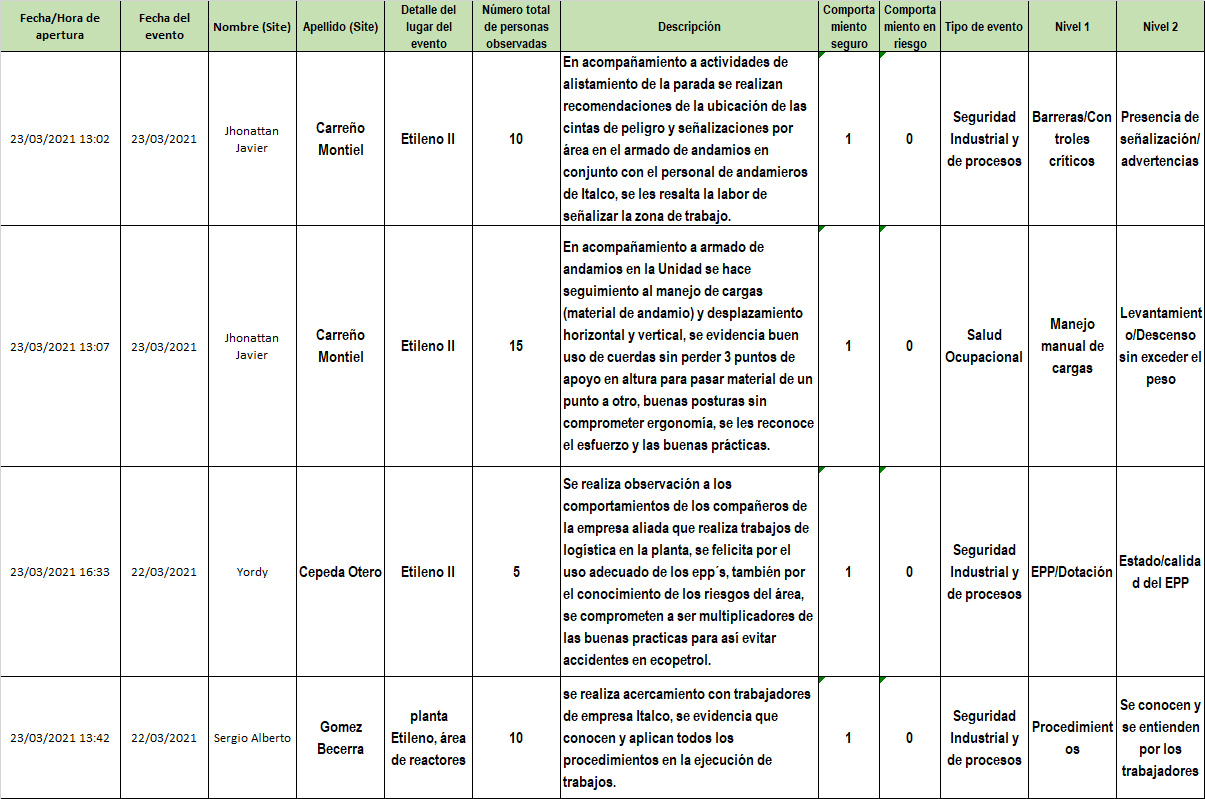 Fecha/Hora de
apertura
Fecha del
evento
Nombre (Site)
Apellido (Site)
Detalle del
lugar del
evento
Número total
de personas
observadas
Descripción
Comporta
miento
seguro
Comporta
miento en
riesgo
Tipo de evento
Nivel 1
Nivel 2
23/03/2021 13:02
23/03/2021
Jhonattan
Javier
Carreño
Montiel
Etileno II
10
En acompañamiento a actividades de
alistamiento de la parada se realizan
recomendaciones de la ubicación de las
cintas de peligro y señalizaciones por
área en el armado de andamios en
conjunto con el personal de andamieros
de Italco, se les resalta la labor de
señalizar la zona de trabajo.
1
0
Seguridad
Industrial y
de procesos
Barreras/Con
troles
críticos
Presencia de
señalización/
advertencias
23/03/2021 13:07
23/03/2021
Jhonattan
Javier
Carreño
Montiel
Etileno II
15
En acompañamiento a armado de
andamios en la Unidad se hace
seguimiento al manejo de cargas
(material de andamio) y desplazamiento
horizontal y vertical, se evidencia buen
uso de cuerdas sin perder 3 puntos de
apoyo en altura para pasar material de un
punto a otro, buenas posturas sin
comprometer ergonomía, se les reconoce
el esfuerzo y las buenas prácticas.
1
0
Salud
Ocupacional
Manejo
manual de
cargas
Levantamient
o/Descenso
sin exceder el
peso
23/03/2021 16:33
22/03/2021
Yordy
Cepeda Otero
Etileno II
5
Se realiza observación a los
comportamientos de los compañeros de
la empresa aliada que realiza trabajos de
logística en la planta, se felicita por el
uso adecuado de los epp´s, también por
el conocimiento de los riesgos del área,
se comprometen a ser multiplicadores de
las buenas practicas para así evitar
accidentes en ecopetrol.
1
0
Seguridad
Industrial y
de procesos
EPP/Dotación
Estado/calida
d del EPP
23/03/2021 13:42
22/03/2021
Sergio Alberto
Gomez
Becerra
planta
Etileno, área
de reactores
10
se realiza acercamiento con trabajadores
de empresa Italco, se evidencia que
conocen y aplican todos los
procedimientos en la ejecución de
trabajos.
1
0
Seguridad
Industrial y
de procesos
Procedimient
os
Se conocen y
se entienden
por los
trabajadores